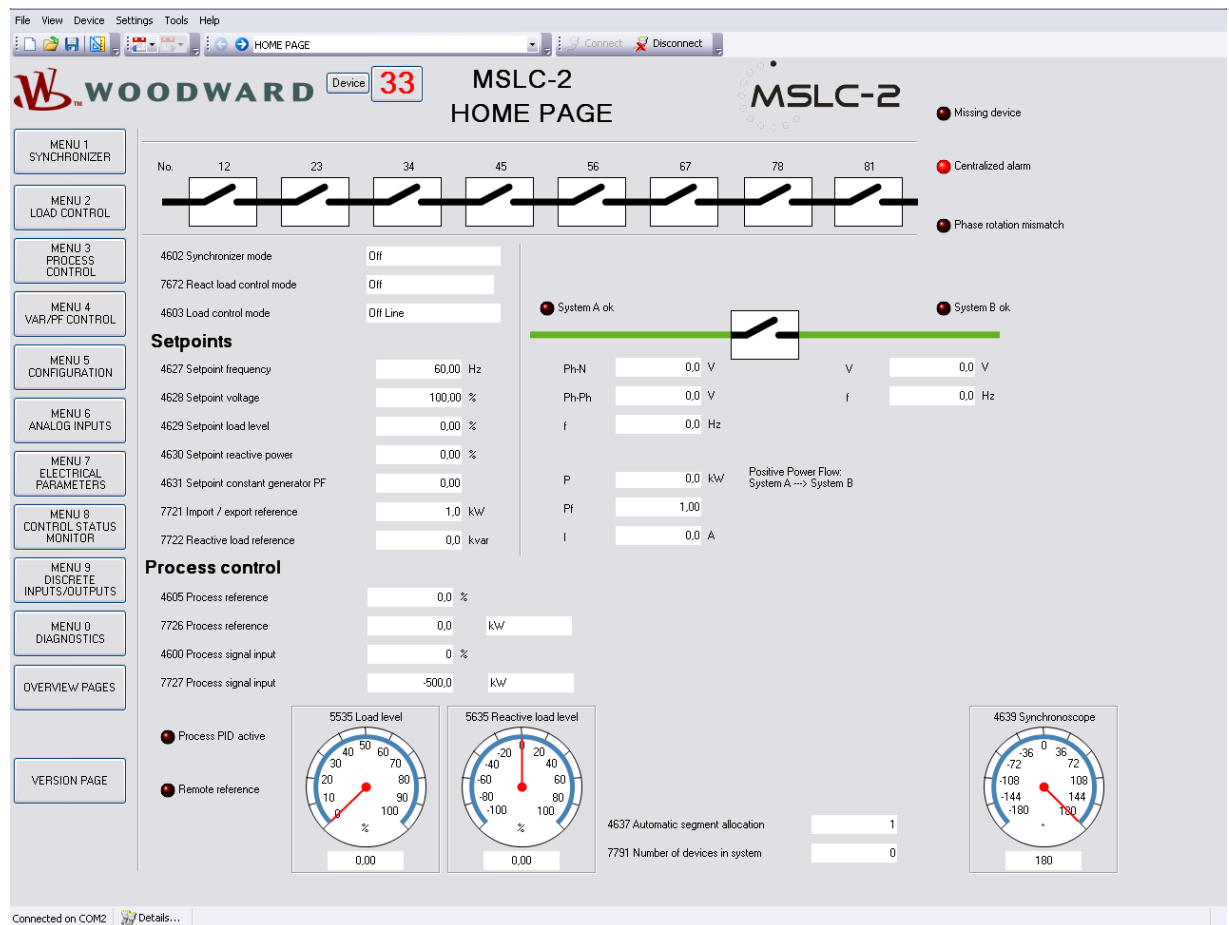 File View Device Settings Tools Help
HOME PAGE Connect Disconnect
WOODWARD Device 33 MSLC-2 MSLC-2
HOME PAGE
Missing device
Centralized alarm
Phase rotation mismatch
MENU 1
SYNCHRONIZER
MENU 2
LOAD CONTROL
MENU 3
PROCESS
CONTROL
MENU 4
VAR/PF CONTROL
MENU 5
CONFIGURATION
MENU 6
ANALOG INPUTS
MENU 7
ELECTRICAL
PARAMETERS
MENU 8
CONTROL STATUS
MONITOR
MENU 9
DISCRETE
INPUTS/OUTPUTS
MENU 0
DIAGNOSTICS
OVERVIEW PAGES
VERSION PAGE
No. 12 23 34 45 56 67 78 81
4602 Synchronizer mode Off
7672 React load control mode Off
4603 Load control mode Off Line
Setpoints
4627 Setpoint frequency 60,00 Hz
4628 Setpoint voltage 100,00 %
4629 Setpoint load level 0,00 %
4630 Setpoint reactive power 0,00 %
4631 Setpoint constant generator PF 0,00
7721 Import / export reference 1,0 kW
7722 Reactive load reference 0,0 kvar
System A ok System B ok
Ph-N 0,0 V V 0,0 V
Ph-Ph 0,0 V f 0,0 Hz
f 0,0 Hz
P 0,0 kW
Positive Power Flow:
System A ---> System B
Pf 1,00
I 0,0 A
Process control
4605 Process reference 0,0 %
7726 Process reference 0,0 kW
4600 Process signal input 0 %
7727 Process signal input -500,0 kW
Process PID active
Remote reference
5535 Load level
0 10 20 30 40 50 60 70 80 90 100
%
0,00
5635 Reactive load level
-100 -80 -60 -40 -20 0 20 40 60 80 100
%
0,00
4637 Automatic segment allocation 1
7791 Number of devices in system 0
4639 Synchronoscope
-180 -144 -108 -72 -36 0 36 72 108 144 180
°
180
Connected on COM2 Details...